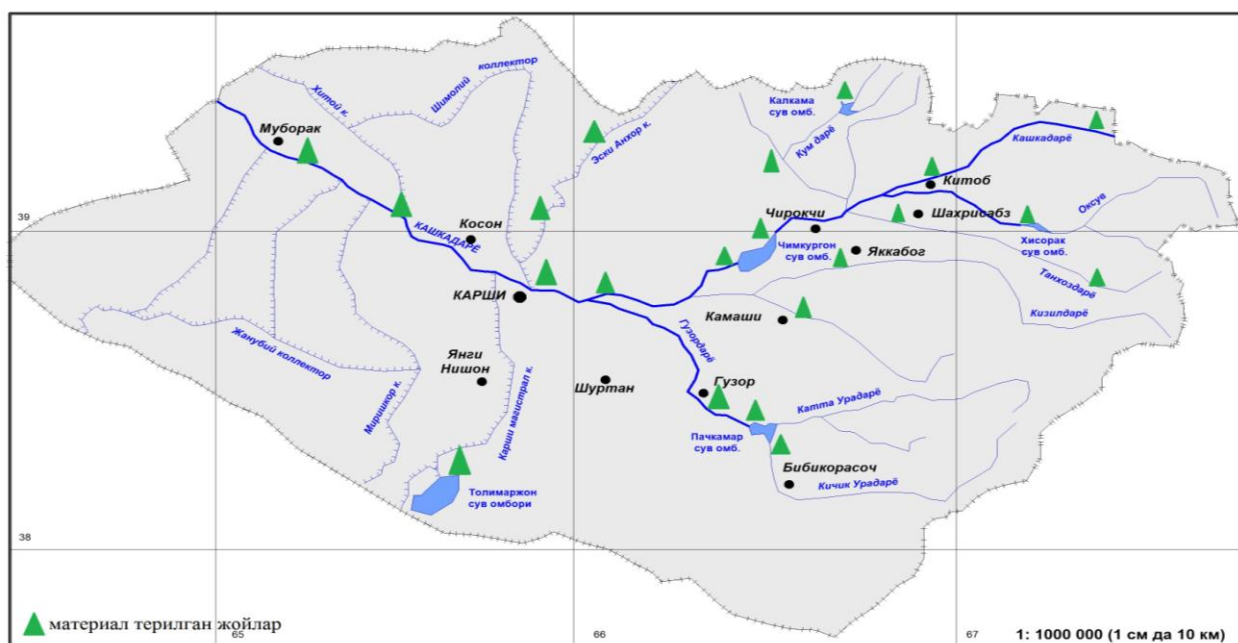 Хитой к.
Шимолий коллектор
Эски Анхор к.
Калкама
сув омб.
Кум дарё
Кашкадарё
Муборак
Китоб
Шахрисабз
Оксув
39
Косон
КАШКАДАРЁ
Чирокчи
Чимкургон
сув омб.
Яккабог
Хисорак
сув омб.
Танхоздарё
Кизилдарё
КАРШИ
Камаши
Гузордарё
Жанубий коллектор
Янги
Нишон
Карши магистрал к.
Миришкор к.
Шуртан
Гузор
Катта Урадарё
Пачкамар
сув омб.
Бибикорасоч
Кичик Урадарё
Толимаржон
сув омбори
38
материал терилган жойлар
65
66
67
1: 1000 000 (1 см да 10 км)